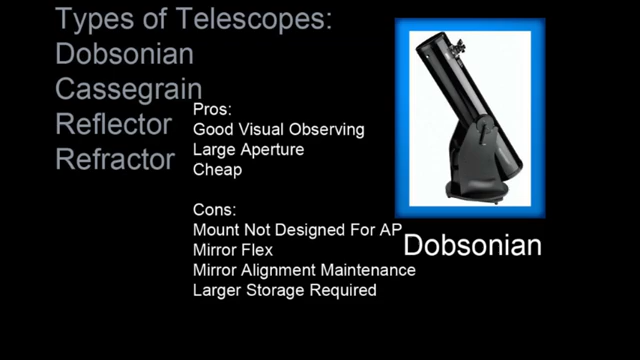 Types of Telescopes:
Dobsonian
Cassegrain
Reflector
Refractor
Pros:
Good Visual Observing
Large Aperture
Cheap
Cons:
Mount Not Designed For AP
Mirror Flex
Mirror Alignment Maintenance
Larger Storage Required
Dobsonian